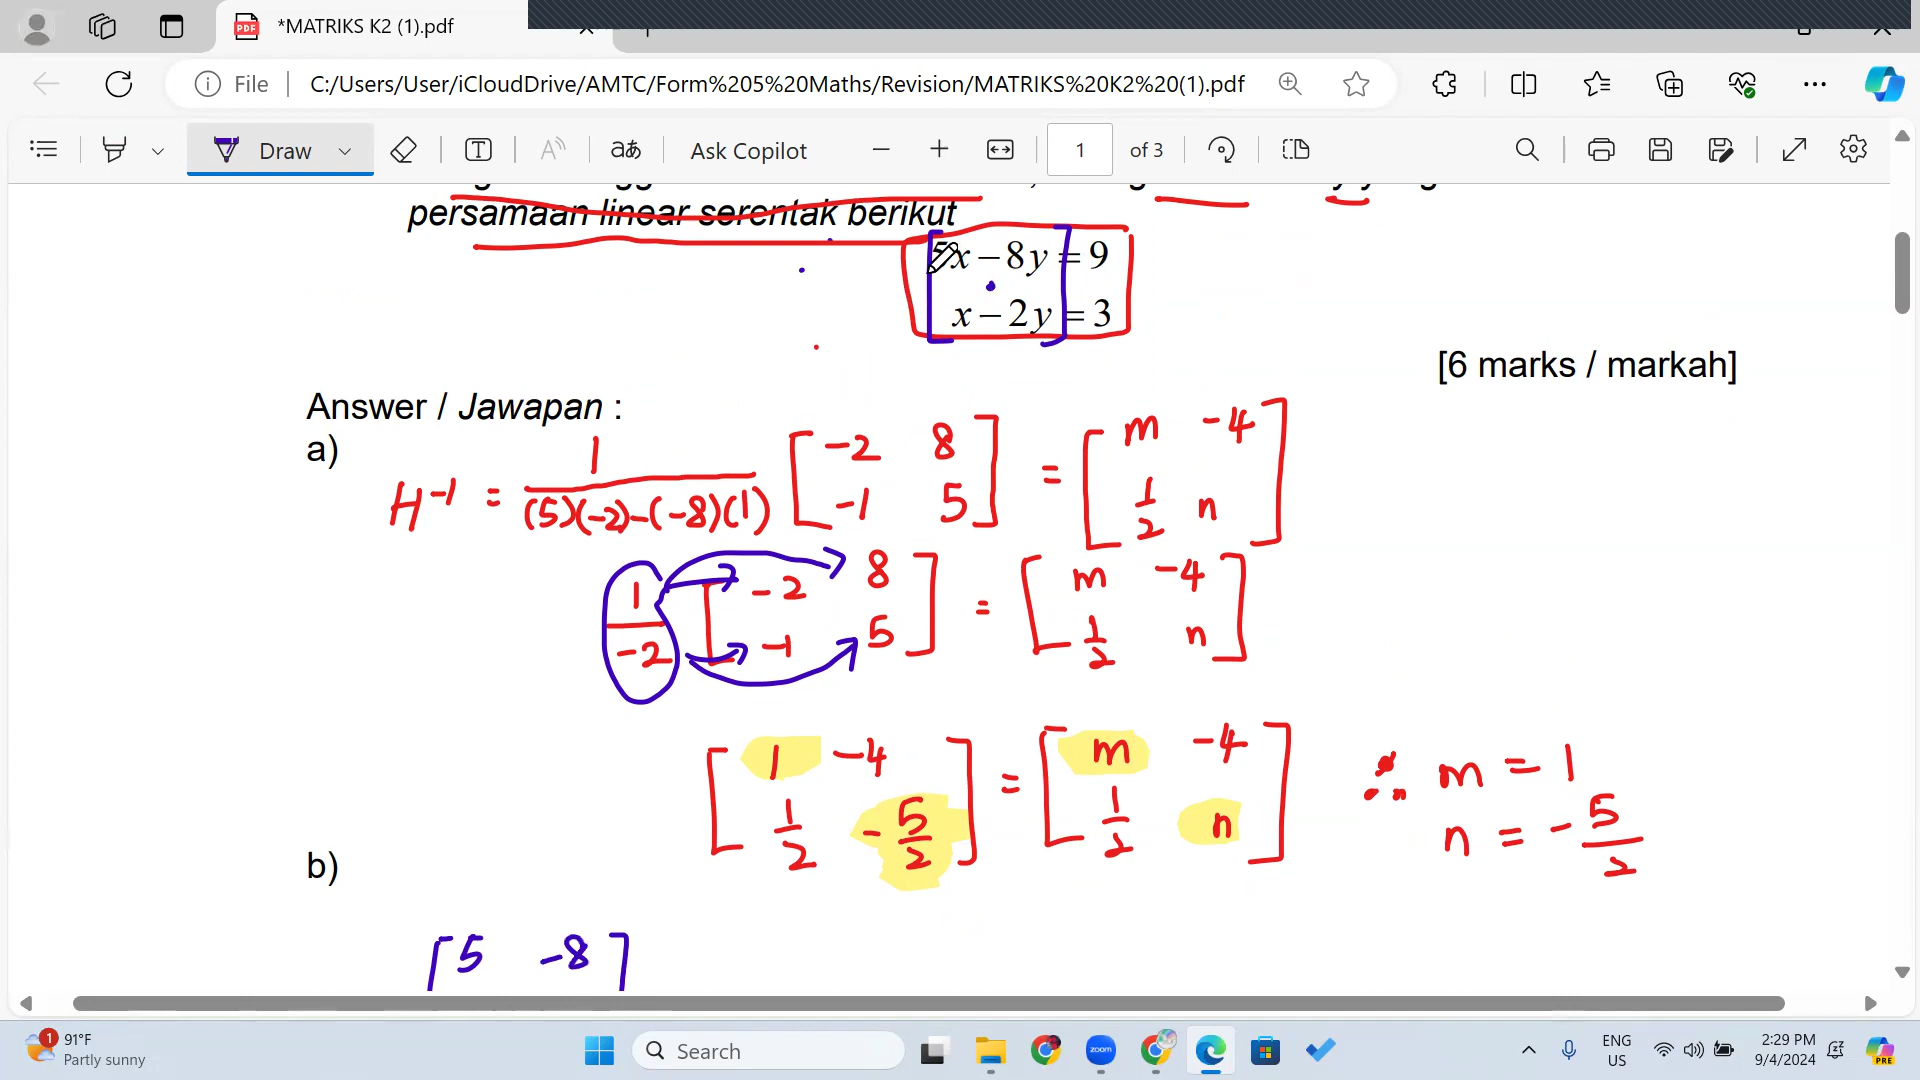 *MATRIKS K2 (1).pdf
File
C:/Users/User/iCloudDrive/AMTC/Form%205%20Maths/Revision/MATRIKS%20K2%20(1).pdf
Draw
Ask Copilot
1 of 3
persamaan linear serentak berikut
5x − 8y = 9
x − 2y = 3
[6 marks / markah]
Answer / Jawapan :
a)
H⁻¹ = 1/((5)(-2)-(-8)(1)) [-2 8; -1 5] = [m -4; 1/2 n]
1/-2 [-2 8; -1 5] = [m -4; 1/2 n]
[1 -4; 1/2 -5/2] = [m -4; 1/2 n] ∴ m = 1
n = -5/2
b)
[5 -8]
1
91°F
Partly sunny
Search
zoom
ENG
US
2:29 PM
9/4/2024
PRE